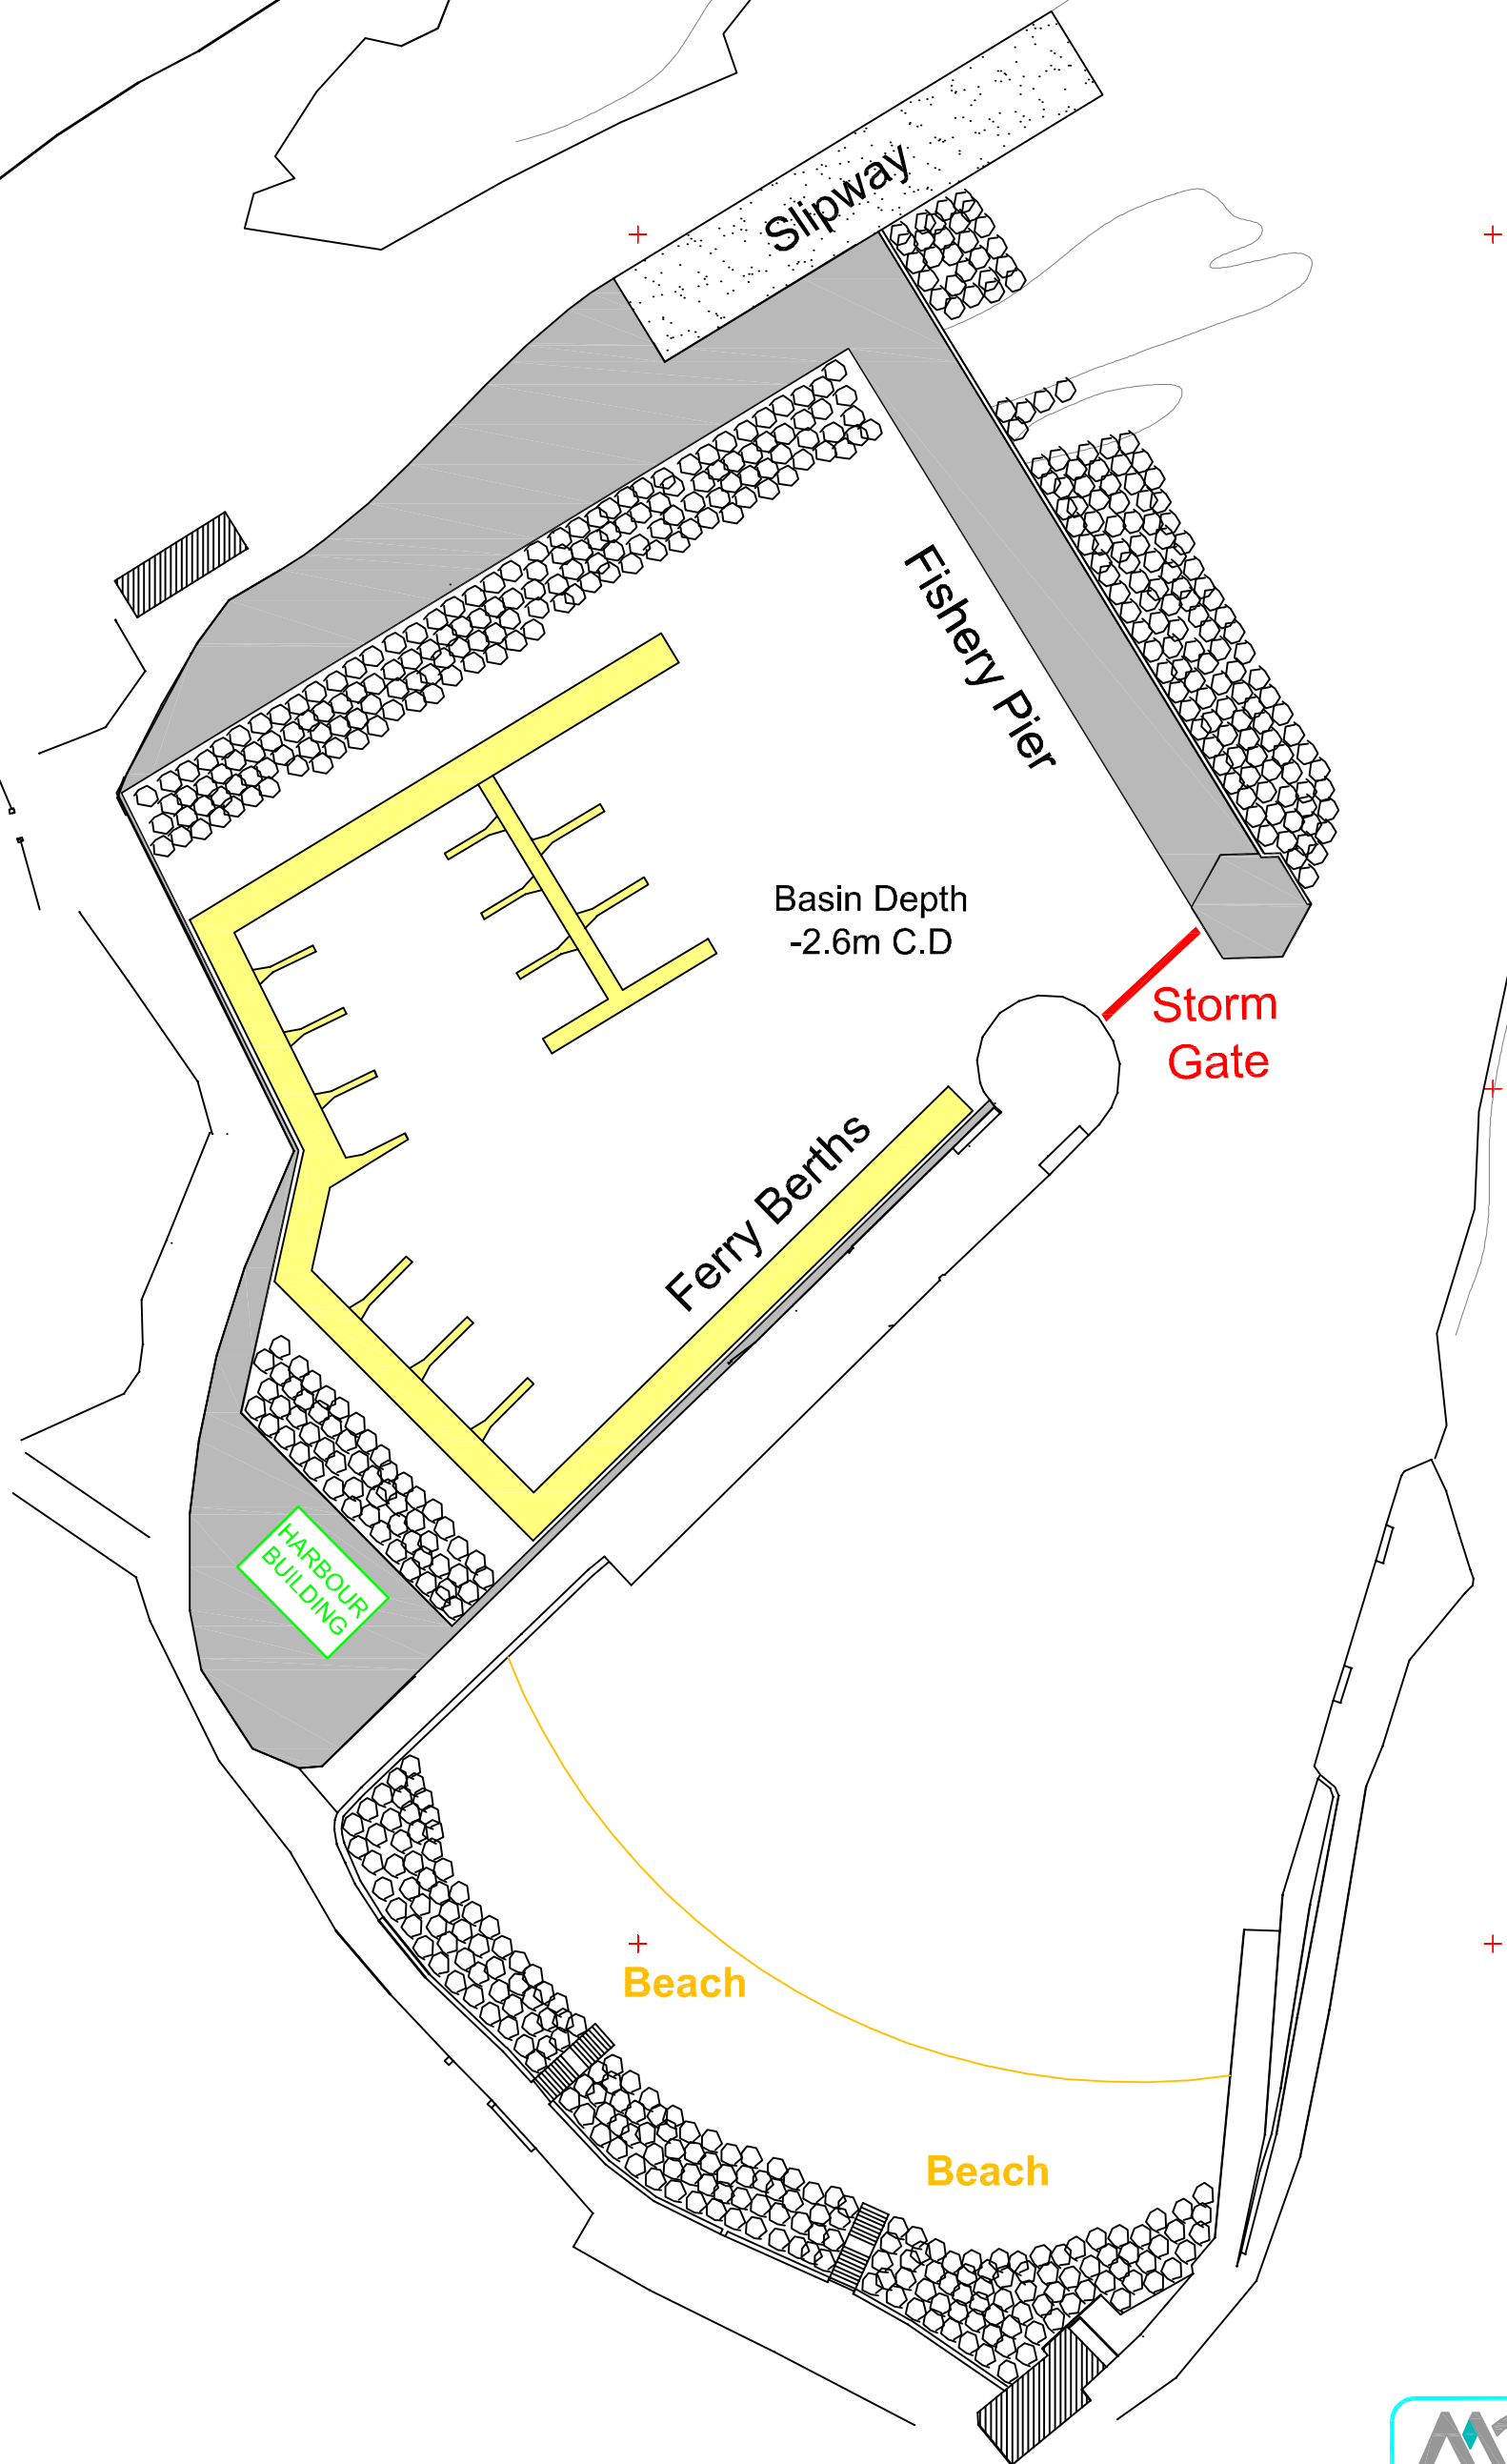 Slipway
Fishery Pier
Basin Depth
-2.6m C.D
Storm
Gate
Ferry Berths
HARBOUR
BUILDING
Beach
Beach